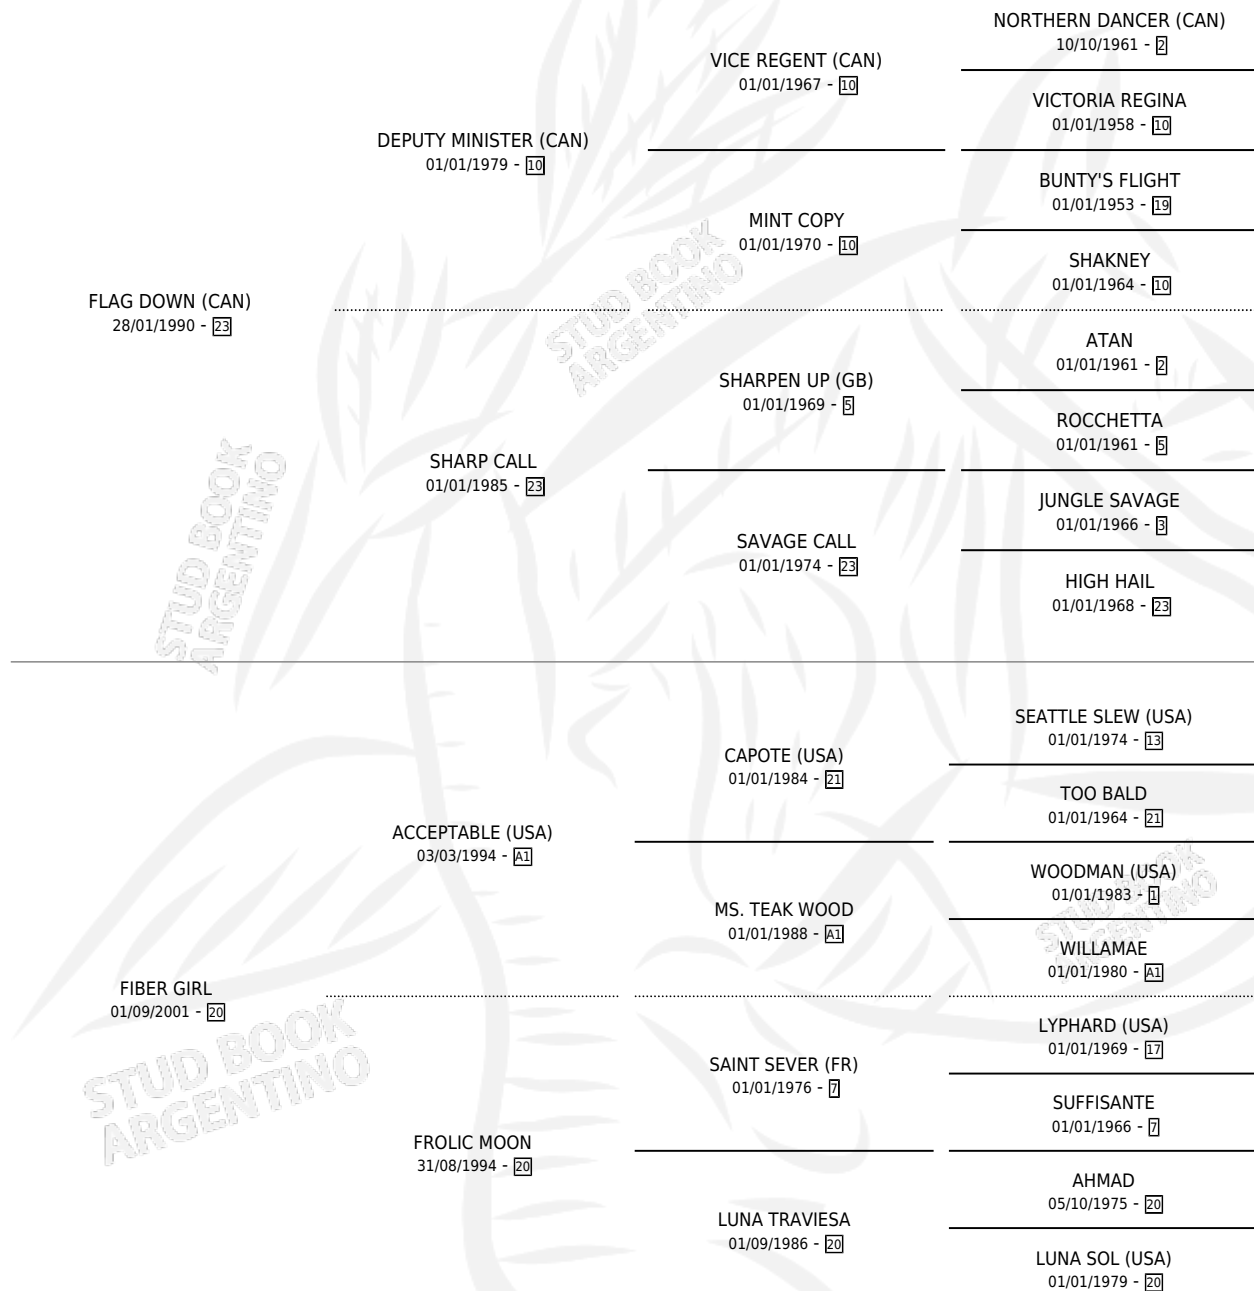 NORTHERN DANCER (CAN)
10/10/1961 - 2
VICE REGENT (CAN)
01/01/1967 - 10
VICTORIA REGINA
01/01/1958 - 10
DEPUTY MINISTER (CAN)
01/01/1979 - 10
BUNTY'S FLIGHT
01/01/1953 - 19
MINT COPY
01/01/1970 - 10
SHAKNEY
01/01/1964 - 10
FLAG DOWN (CAN)
28/01/1990 - 23
ATAN
01/01/1961 - 2
SHARPEN UP (GB)
01/01/1969 - 5
ROCCHETTA
01/01/1961 - 5
SHARP CALL
01/01/1985 - 23
JUNGLE SAVAGE
01/01/1966 - 3
SAVAGE CALL
01/01/1974 - 23
HIGH HAIL
01/01/1968 - 23
STUD BOOK
ARGENTINO
STUD BOOK
ARGENTINO
SEATTLE SLEW (USA)
01/01/1974 - 13
CAPOTE (USA)
01/01/1984 - 21
TOO BALD
01/01/1964 - 21
ACCEPTABLE (USA)
03/03/1994 - A1
WOODMAN (USA)
01/01/1983 - 1
MS. TEAK WOOD
01/01/1988 - A1
WILLAMAE
01/01/1980 - A1
FIBER GIRL
01/09/2001 - 20
LYPHARD (USA)
01/01/1969 - 17
SAINT SEVER (FR)
01/01/1976 - 7
SUFFISANTE
01/01/1966 - 7
FROLIC MOON
31/08/1994 - 20
AHMAD
05/10/1975 - 20
LUNA TRAVIESA
01/09/1986 - 20
LUNA SOL (USA)
01/01/1979 - 20
STUD BOOK
ARGENTINO
STUD BOOK
ARGENTINO